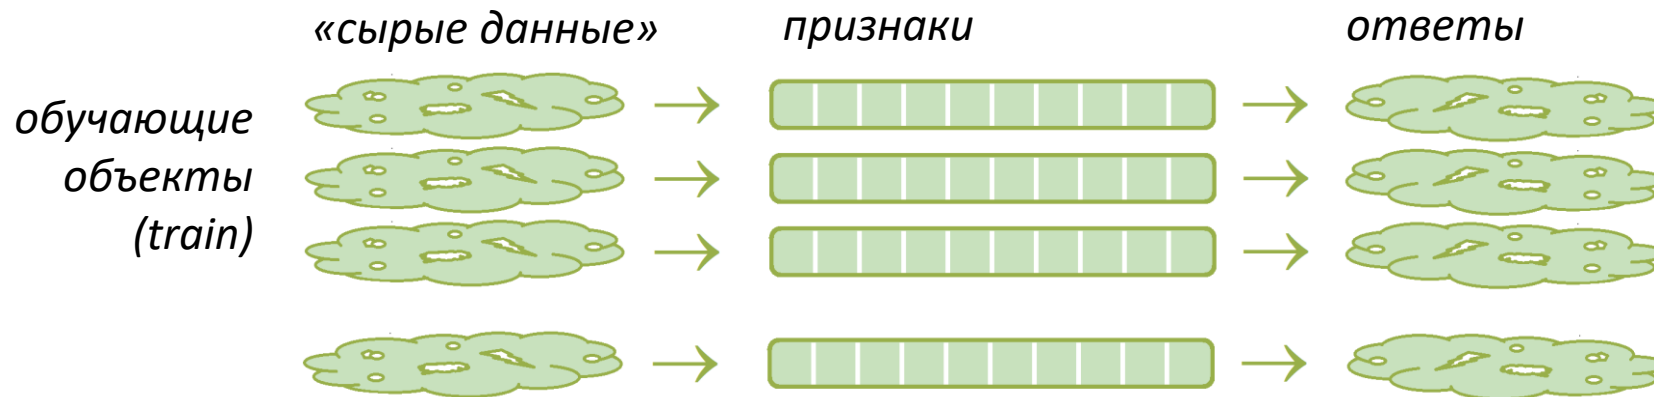 «сырые данные»
признаки
ответы
обучающие
объекты
(train)